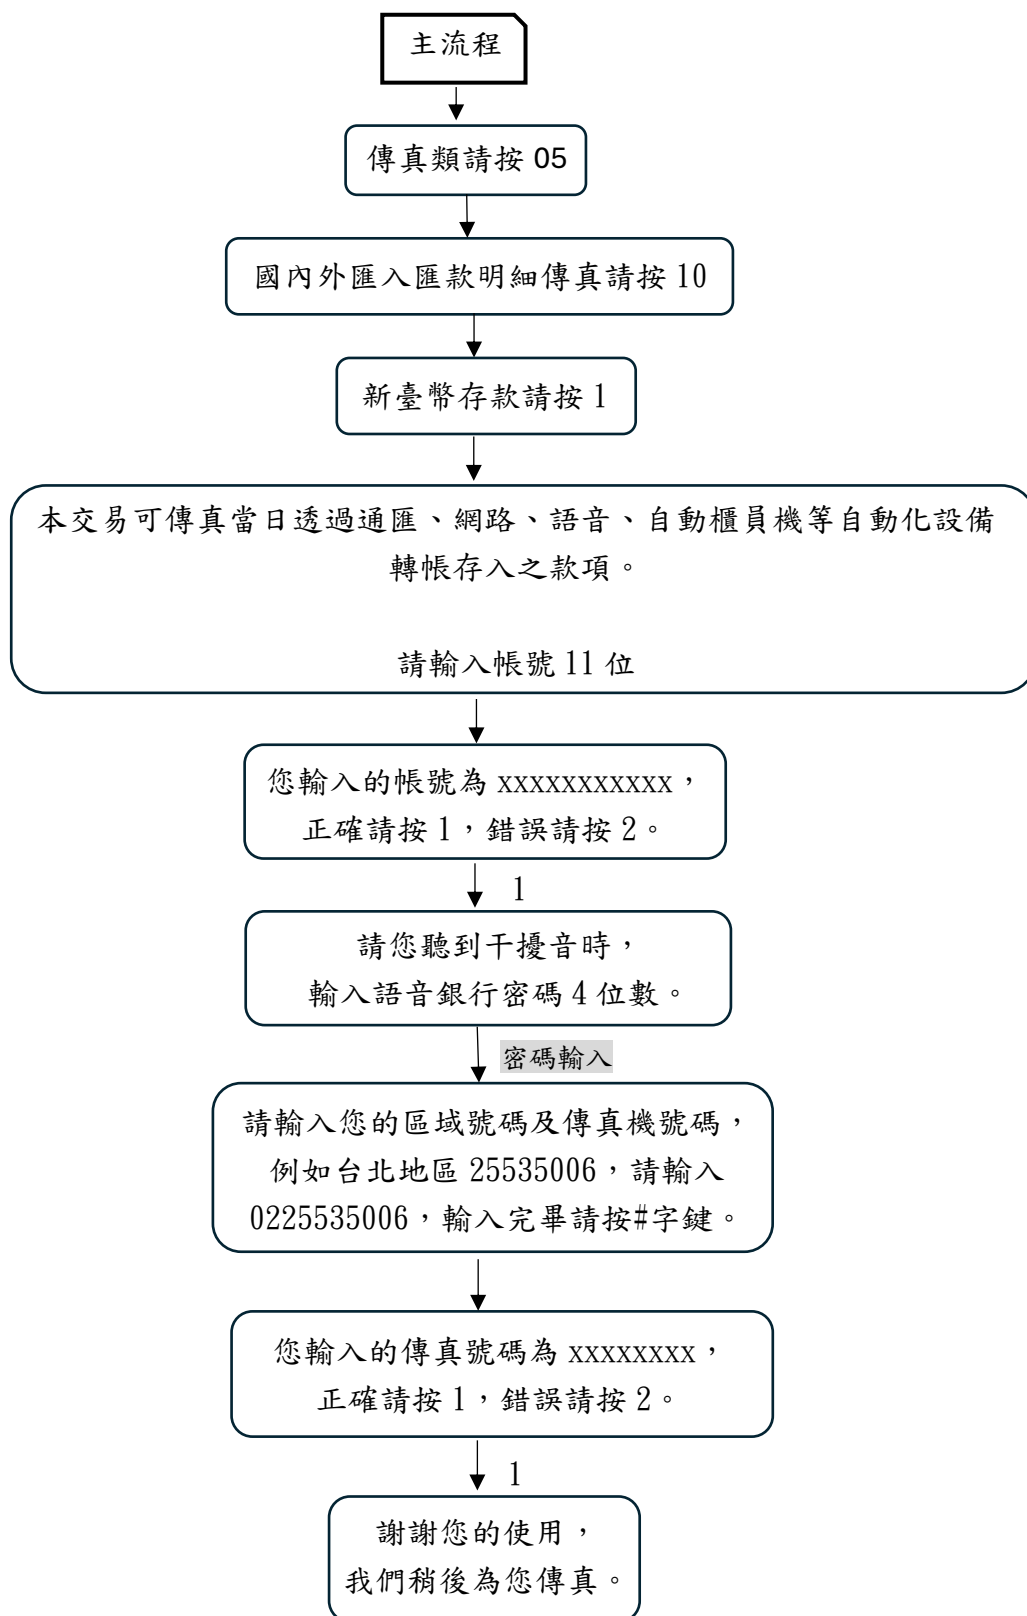 主流程
傳真類請按 05
國內外匯入匯款明細傳真請按 10
新臺幣存款請按 1
本交易可傳真當日透過通匯、網路、語音、自動櫃員機等自動化設備
轉帳存入之款項。
請輸入帳號 11 位
您輸入的帳號為 xxxxxxxxxxx，
正確請按 1，錯誤請按 2。
1
請您聽到干擾音時，
輸入語音銀行密碼 4 位數。
密碼輸入
請輸入您的區域號碼及傳真機號碼，
例如台北地區 25535006，請輸入
0225535006，輸入完畢請按#字鍵。
您輸入的傳真號碼為 xxxxxxxx，
正確請按 1，錯誤請按 2。
1
謝謝您的使用，
我們稍後為您傳真。